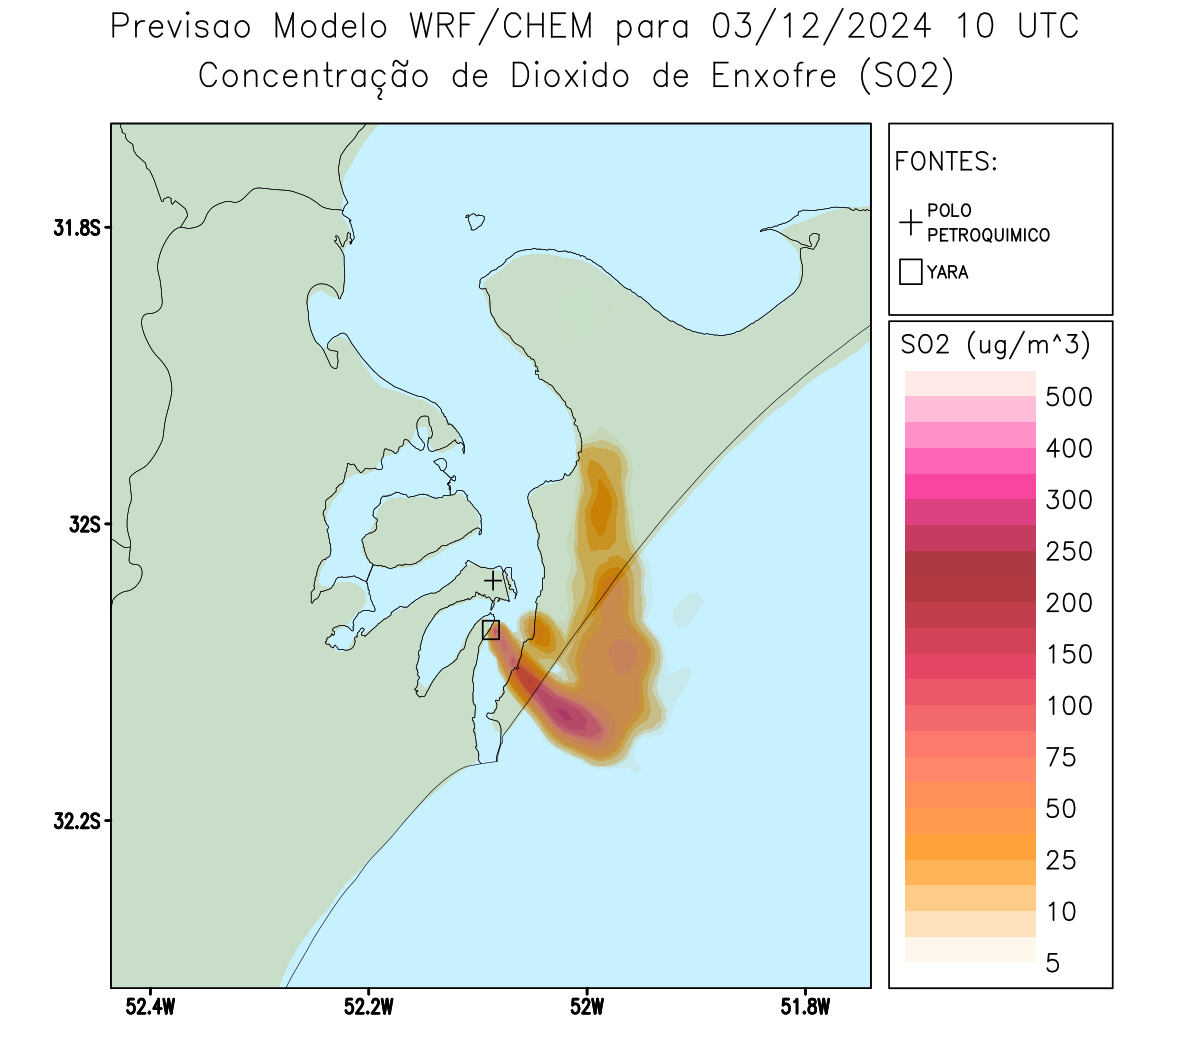 Previsao Modelo WRF/CHEM para 03/12/2024 10 UTC
Concentração de Dioxido de Enxofre (SO2)
FONTES:
POLO
PETROQUIMICO
YARA
31.8S
32S
32.2S
52.4W
52.2W
52W
51.8W
SO2 (ug/m^3)
500
400
300
250
200
150
100
75
50
25
10
5